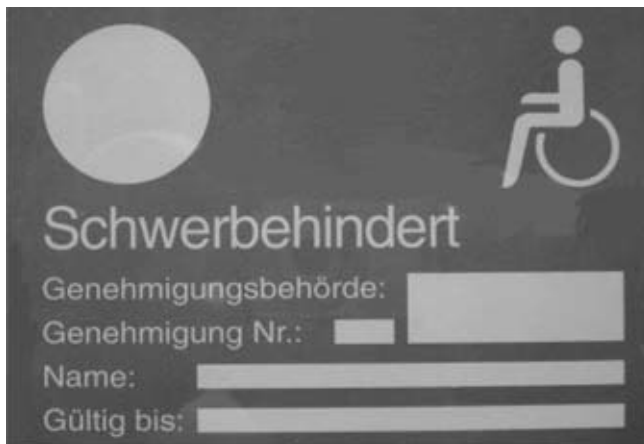 Schwerbehindert
Genehmigungsbehörde:
Genehmigung Nr.:
Name:
Gültig bis: